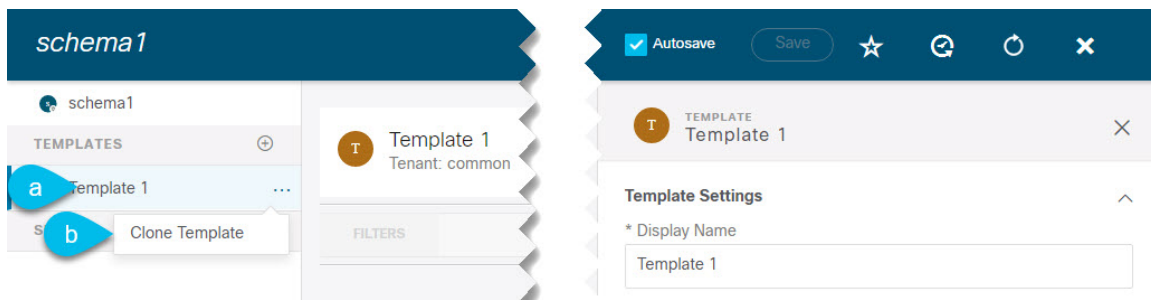 schema1
schema1
TEMPLATES
a
Template 1
...
S
b
Clone Template
T
Template 1
Tenant: common
FILTERS
Autosave
Save
T
TEMPLATE
Template 1
Template Settings
* Display Name
Template 1